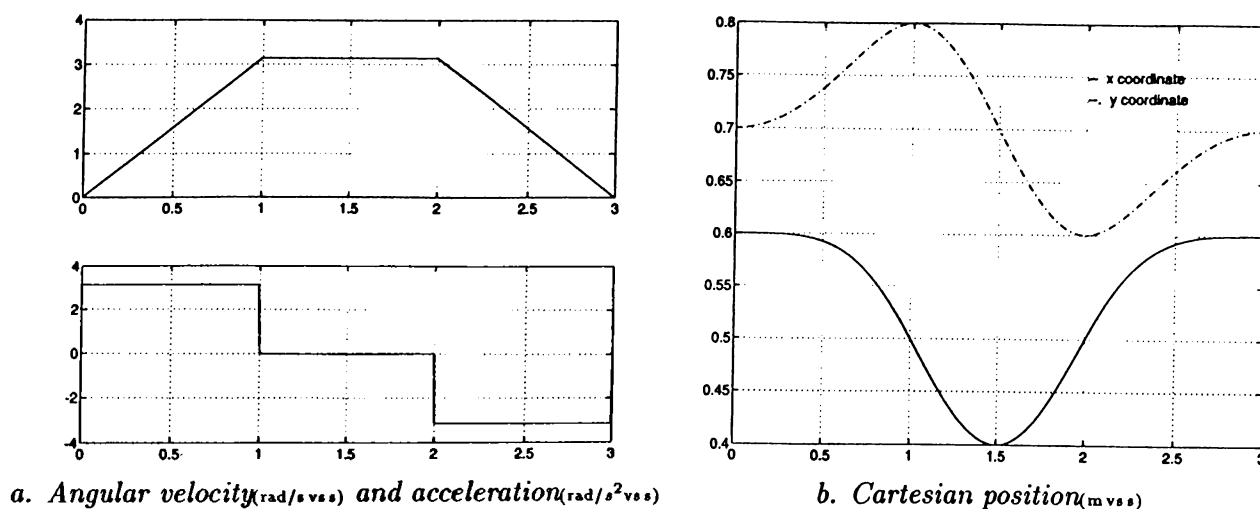 4
3
2
1
0
0 0.5 1 1.5 2 2.5 3
4
2
0
-2
-4
0 0.5 1 1.5 2 2.5 3
a. Angular velocity(rad/s vs s) and acceleration(rad/s²vs s)
0.8
0.75
0.7
0.65
0.6
0.55
0.5
0.45
0.4
0 0.5 1 1.5 2 2.5
x coordinate
y coordinate
b. Cartesian position(m vs s)